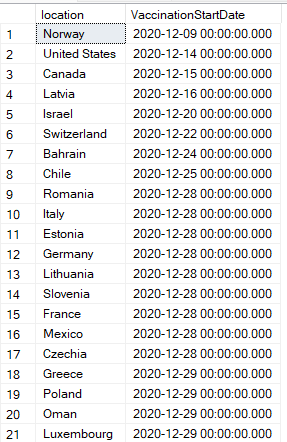 location VaccinationStartDate
1 Norway 2020-12-09 00:00:00.000
2 United States 2020-12-14 00:00:00.000
3 Canada 2020-12-15 00:00:00.000
4 Latvia 2020-12-16 00:00:00.000
5 Israel 2020-12-20 00:00:00.000
6 Switzerland 2020-12-22 00:00:00.000
7 Bahrain 2020-12-24 00:00:00.000
8 Chile 2020-12-25 00:00:00.000
9 Romania 2020-12-28 00:00:00.000
10 Italy 2020-12-28 00:00:00.000
11 Estonia 2020-12-28 00:00:00.000
12 Germany 2020-12-28 00:00:00.000
13 Lithuania 2020-12-28 00:00:00.000
14 Slovenia 2020-12-28 00:00:00.000
15 France 2020-12-28 00:00:00.000
16 Mexico 2020-12-28 00:00:00.000
17 Czechia 2020-12-28 00:00:00.000
18 Greece 2020-12-29 00:00:00.000
19 Poland 2020-12-29 00:00:00.000
20 Oman 2020-12-29 00:00:00.000
21 Luxembourg 2020-12-29 00:00:00.000